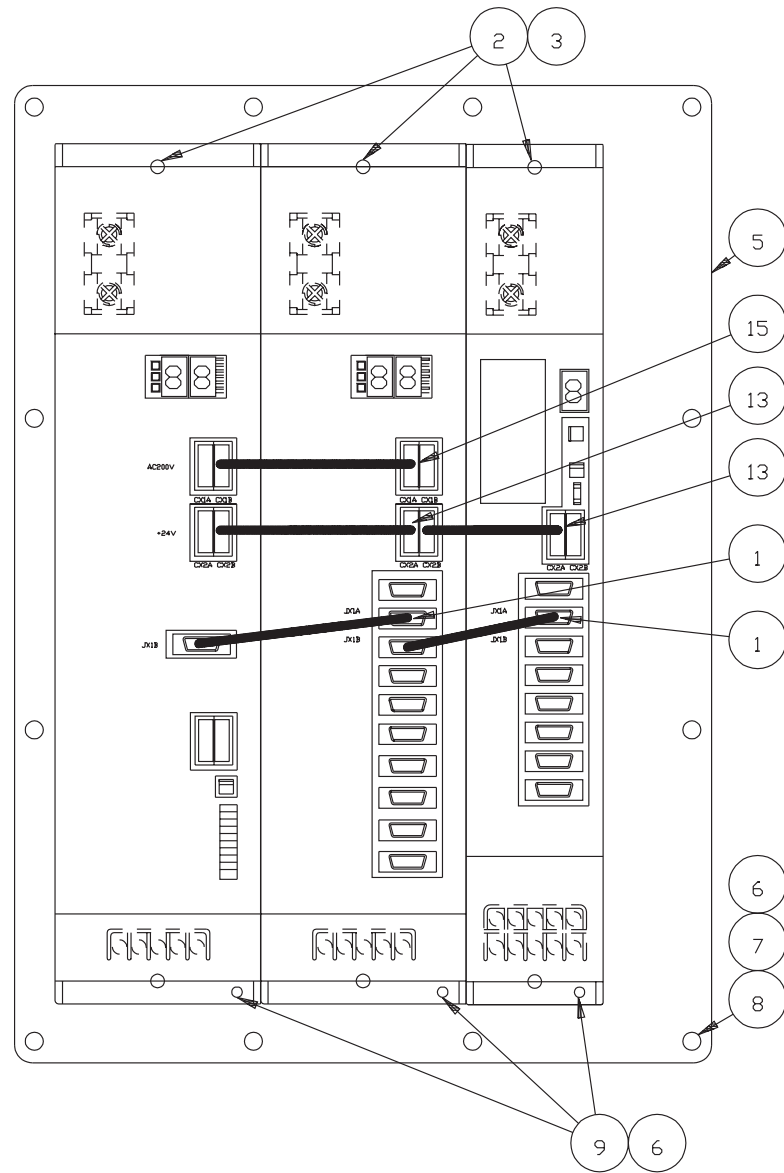 2 3
5
15
13
13
AC200V
CX1A CX1B CX1A CX1B
+24V
CX2A CX2B CX2A CX2B CX2A CX2B
1
JX1A JX1A
JX1B JX1B JX1B
1
6
7
8
9 6